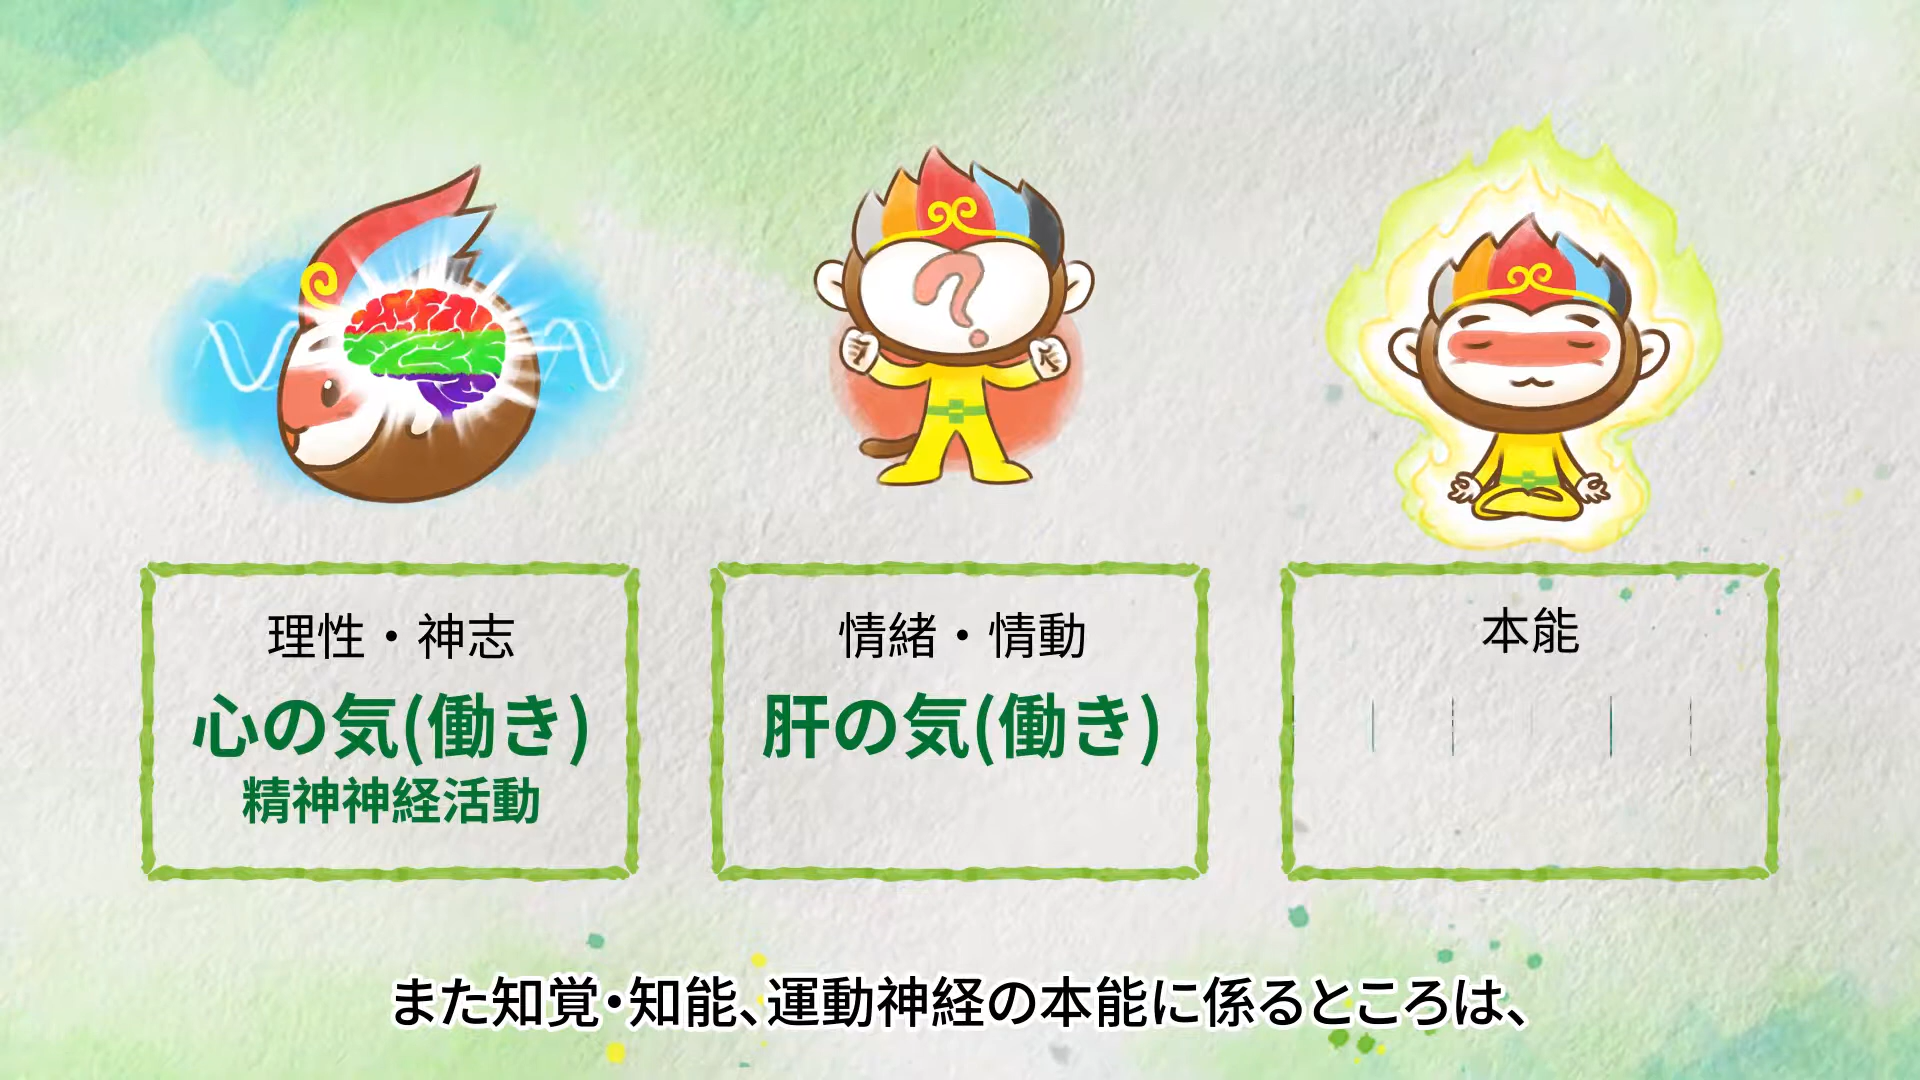 理性・神志
心の気(働き)
精神神経活動
情緒・情動
肝の気(働き)
本能
また知覚・知能、運動神経の本能に係るところは、